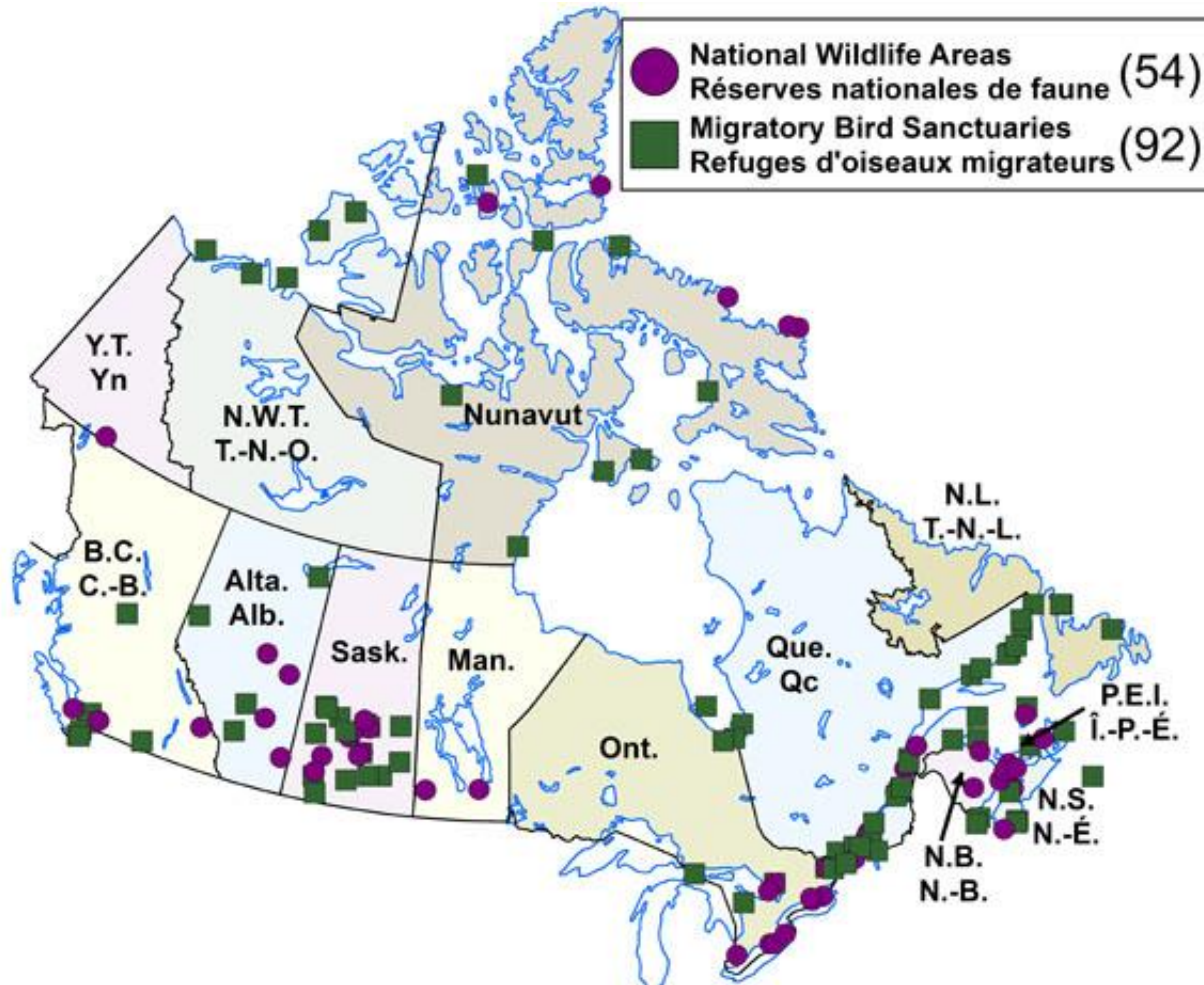 National Wildlife Areas
Réserves nationales de faune (54)
Migratory Bird Sanctuaries
Refuges d'oiseaux migrateurs (92)
Y.T.
Yn
N.W.T.
T.-N.-O.
Nunavut
N.L.
T.-N.-L.
B.C.
C.-B.
Alta.
Alb.
Sask.
Man.
Ont.
Que.
Qc
P.E.I.
Î.-P.-É.
N.S.
N.-É.
N.B.
N.-B.